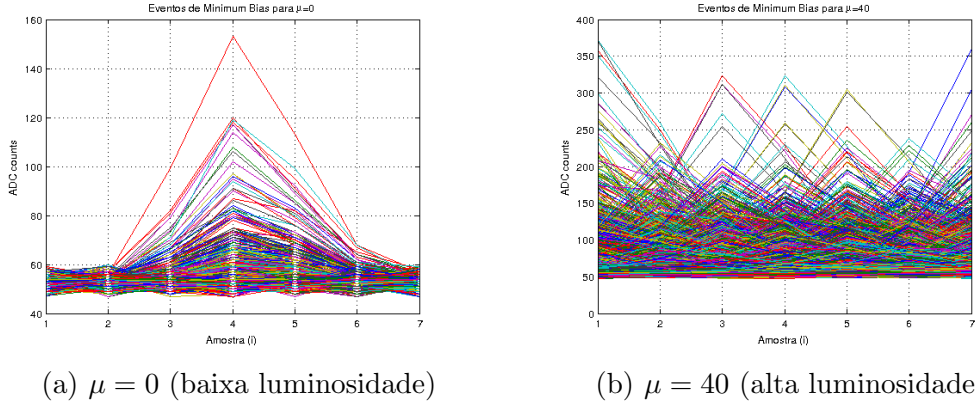 Eventos de Minimum Bias para μ=0
ADC counts
160
140
120
100
80
60
40
1 2 3 4 5 6 7
Amostra (i)
(a) μ = 0 (baixa luminosidade)
Eventos de Minimum Bias para μ=40
ADC counts
400
350
300
250
200
150
100
50
0
1 2 3 4 5 6 7
Amostra (i)
(b) μ = 40 (alta luminosidade